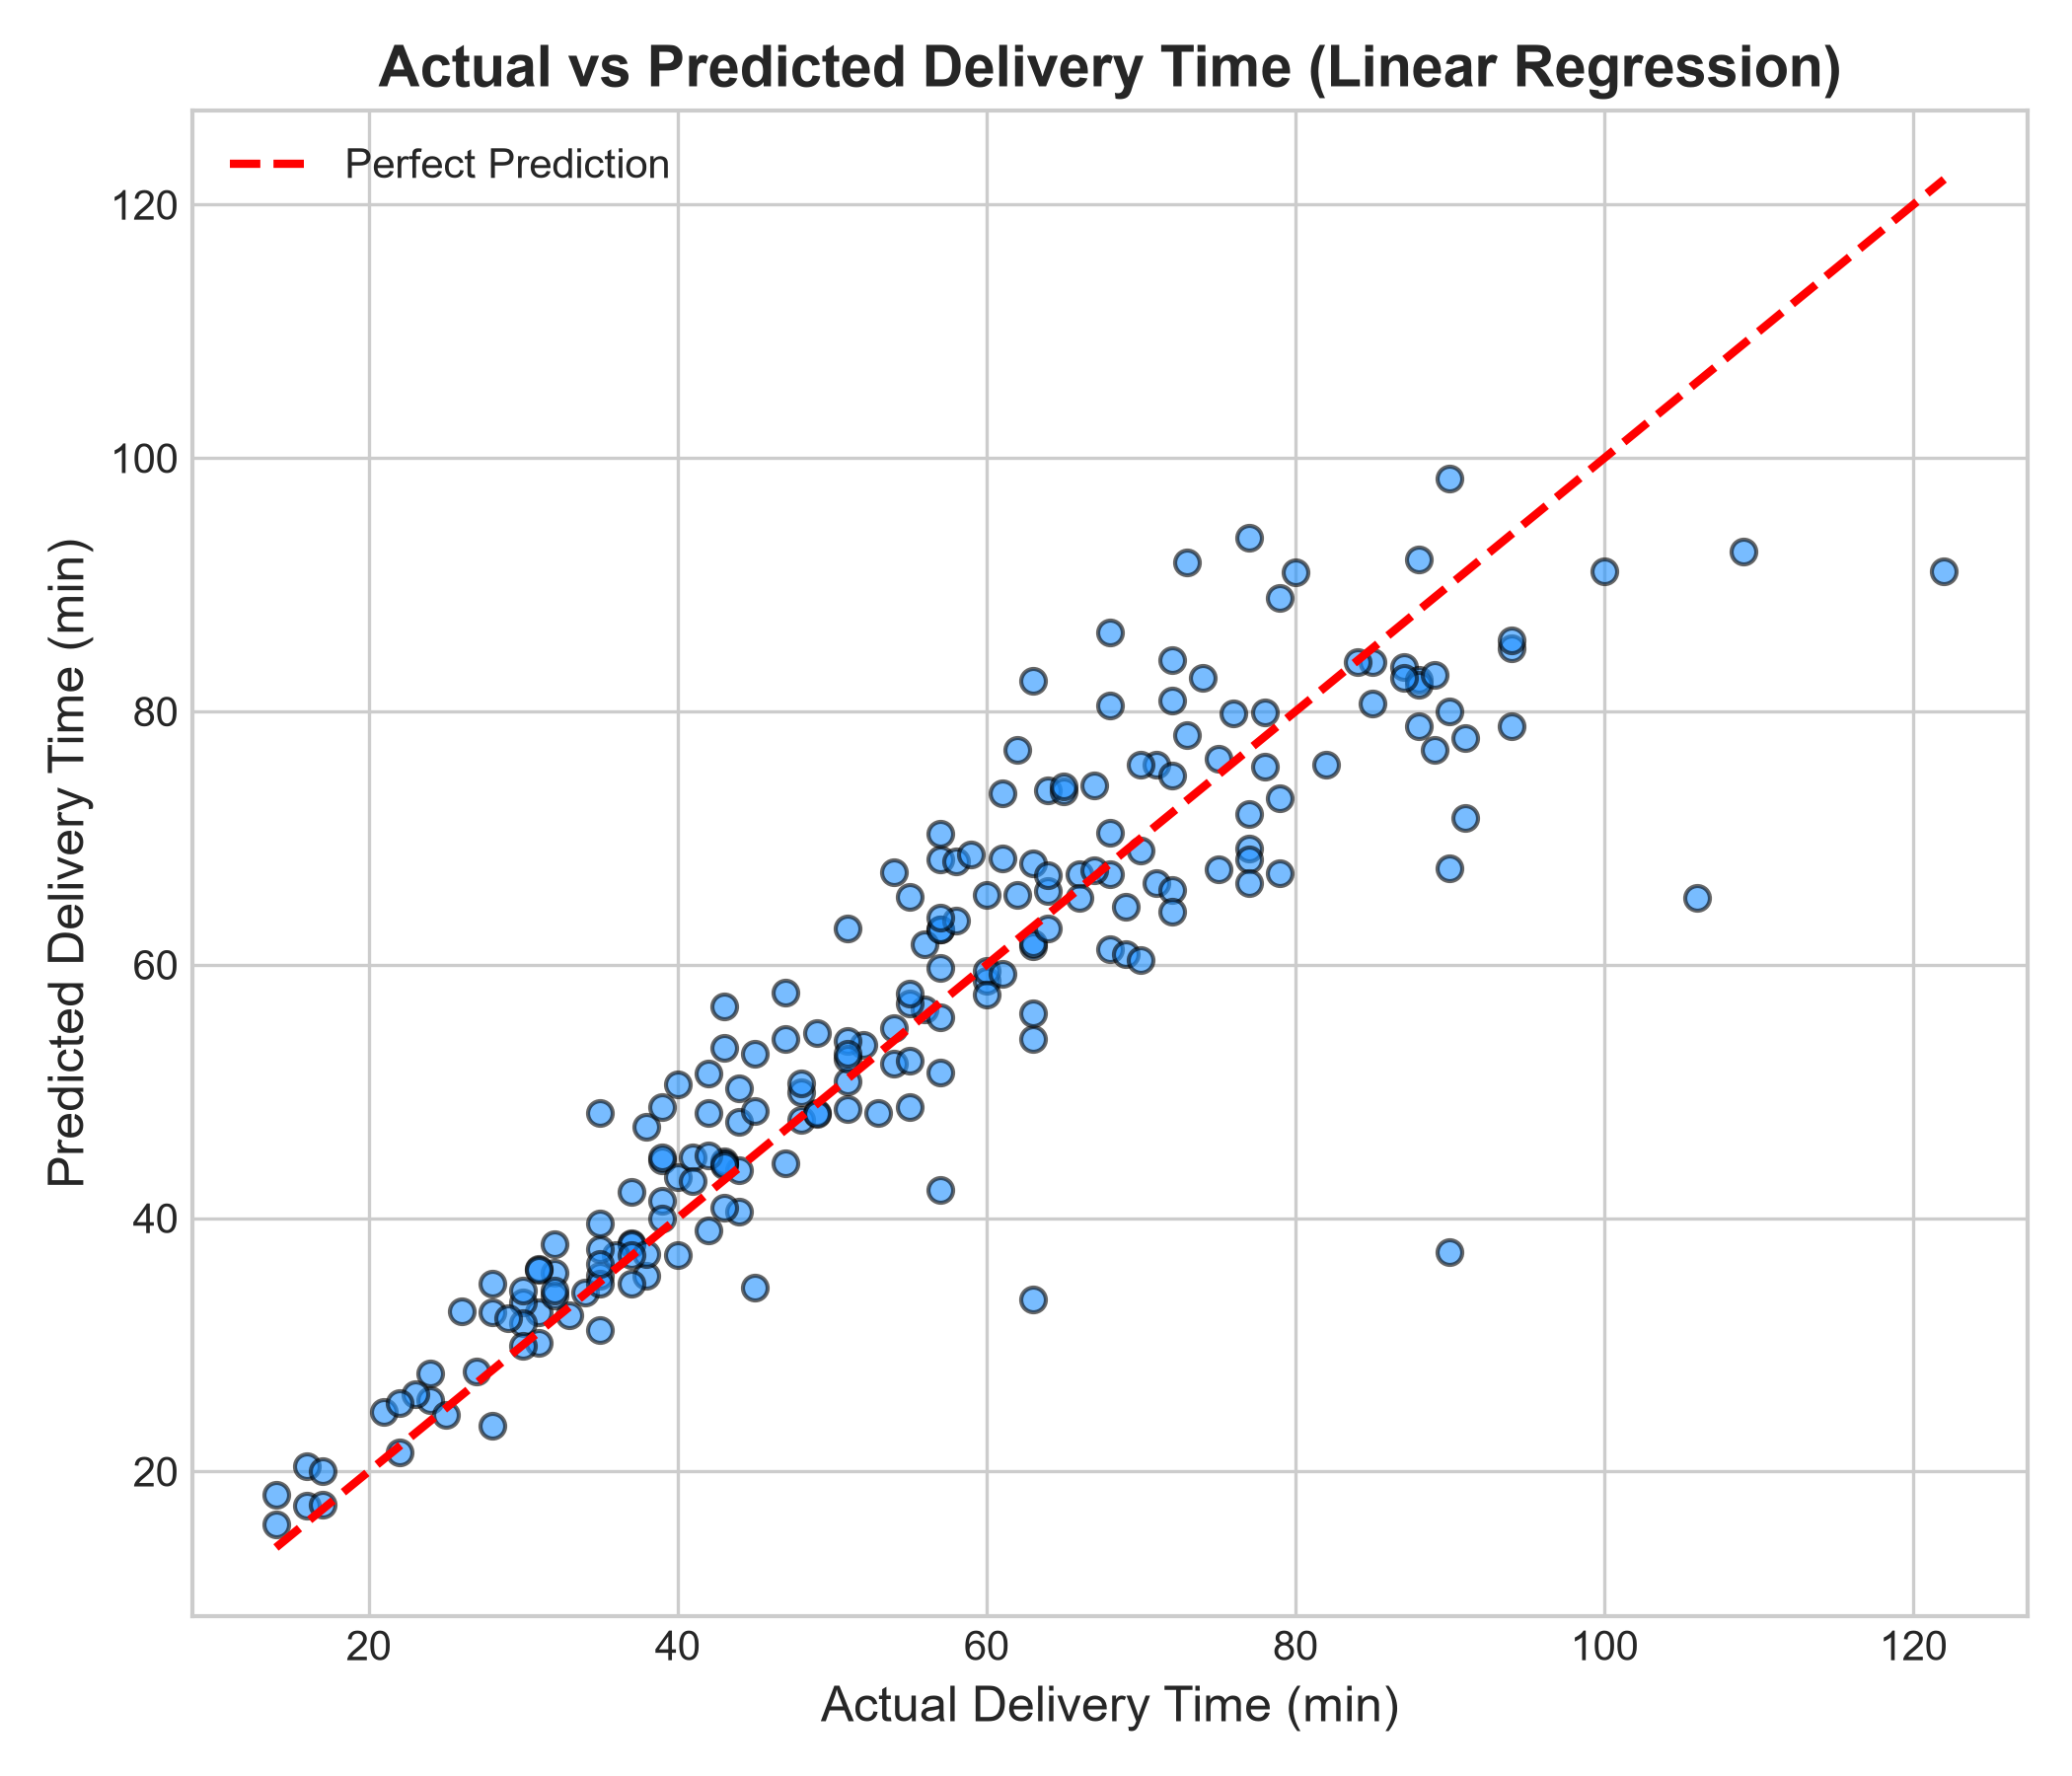 Actual vs Predicted Delivery Time (Linear Regression)
Perfect Prediction
120
100
80
60
40
20
Predicted Delivery Time (min)
20 40 60 80 100 120
Actual Delivery Time (min)